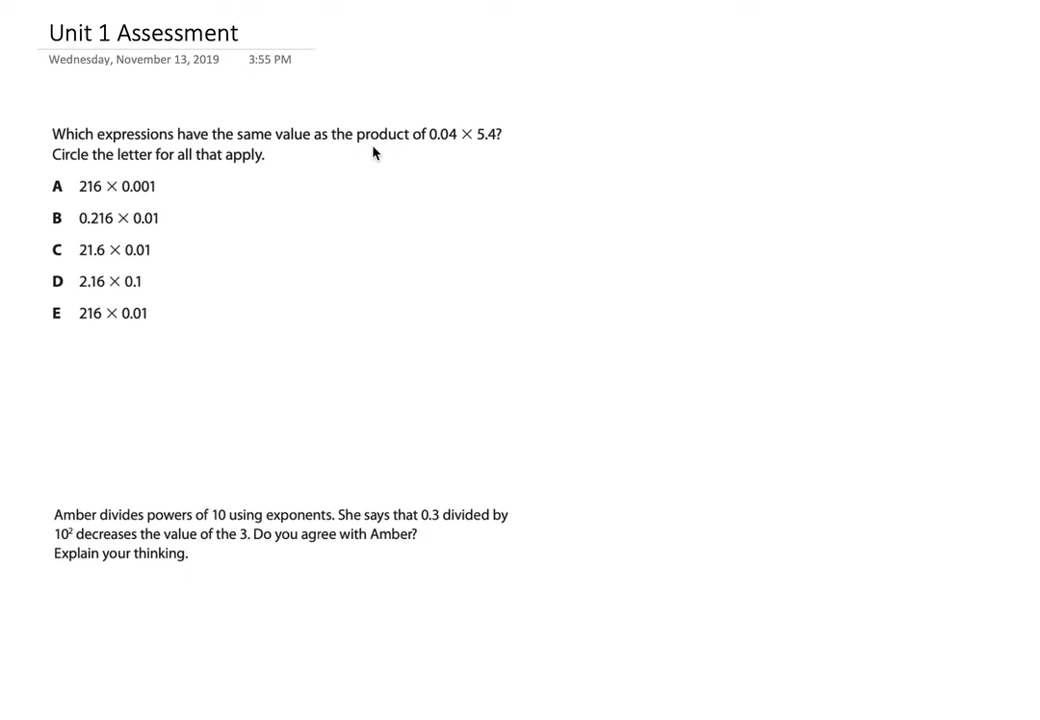 Unit 1 Assessment
Wednesday, November 13, 2019 3:55 PM
Which expressions have the same value as the product of 0.04 × 5.4?
Circle the letter for all that apply.
A 216 × 0.001
B 0.216 × 0.01
C 21.6 × 0.01
D 2.16 × 0.1
E 216 × 0.01
Amber divides powers of 10 using exponents. She says that 0.3 divided by
10² decreases the value of the 3. Do you agree with Amber?
Explain your thinking.